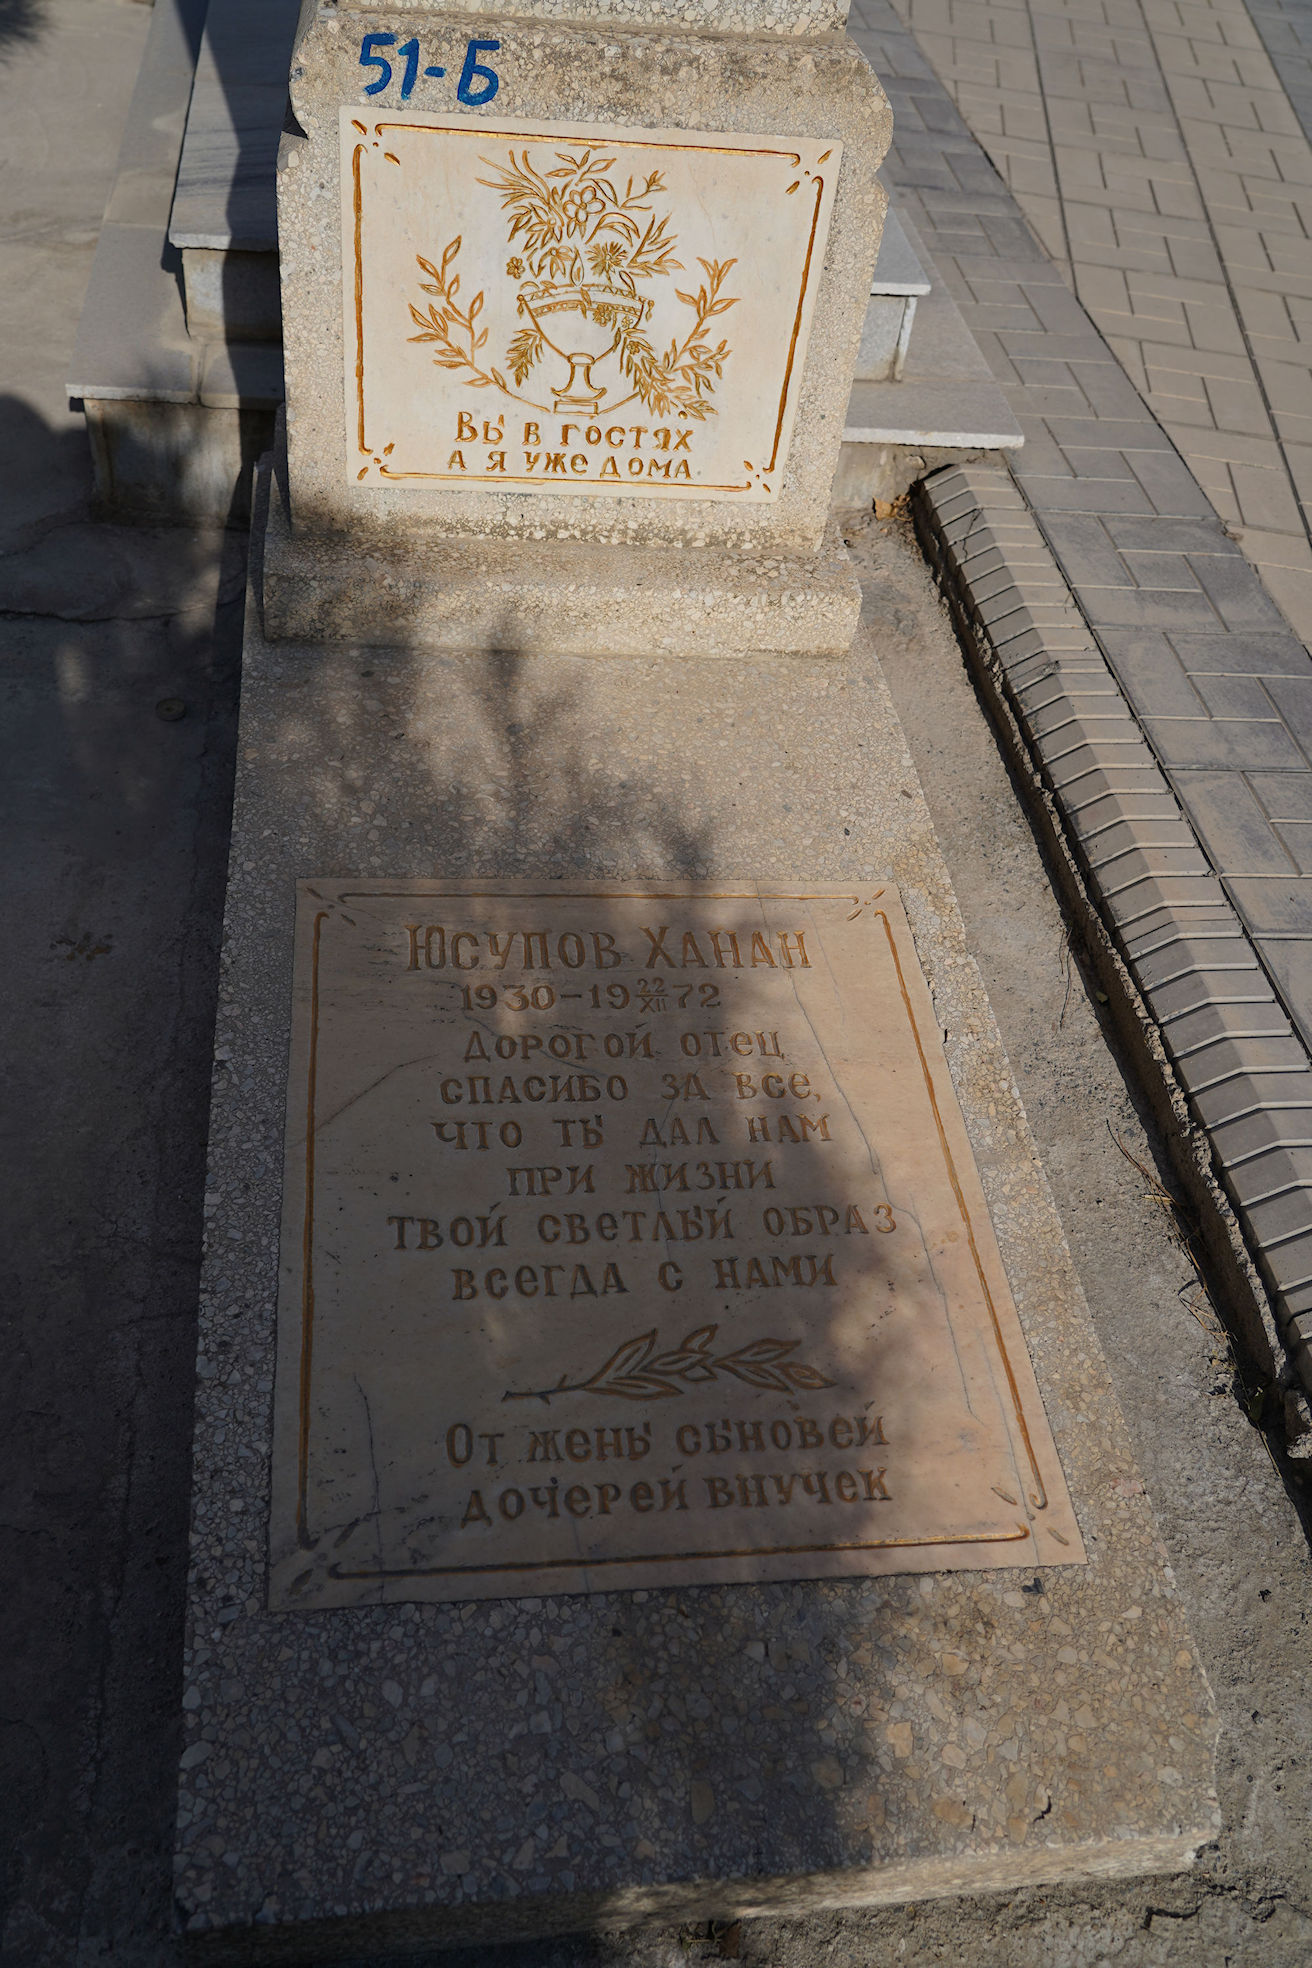 51-Б
Вы в гостях
а я уже дома.
Юсупов Ханан
1930-19 22/XII 72
Дорогой отец
спасибо за все,
что ты дал нам
при жизни
твой светлый образ
всегда с нами
От жены сыновей
дочерей внучек